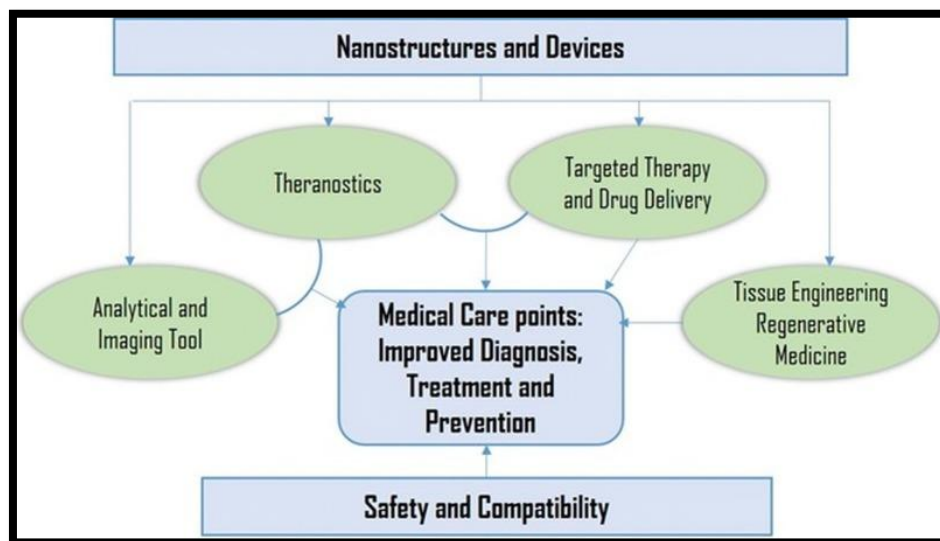 Nanostructures and Devices
Theranostics
Targeted Therapy
and Drug Delivery
Analytical and
Imaging Tool
Medical Care points:
Improved Diagnosis,
Treatment and
Prevention
Tissue Engineering
Regenerative
Medicine
Safety and Compatibility